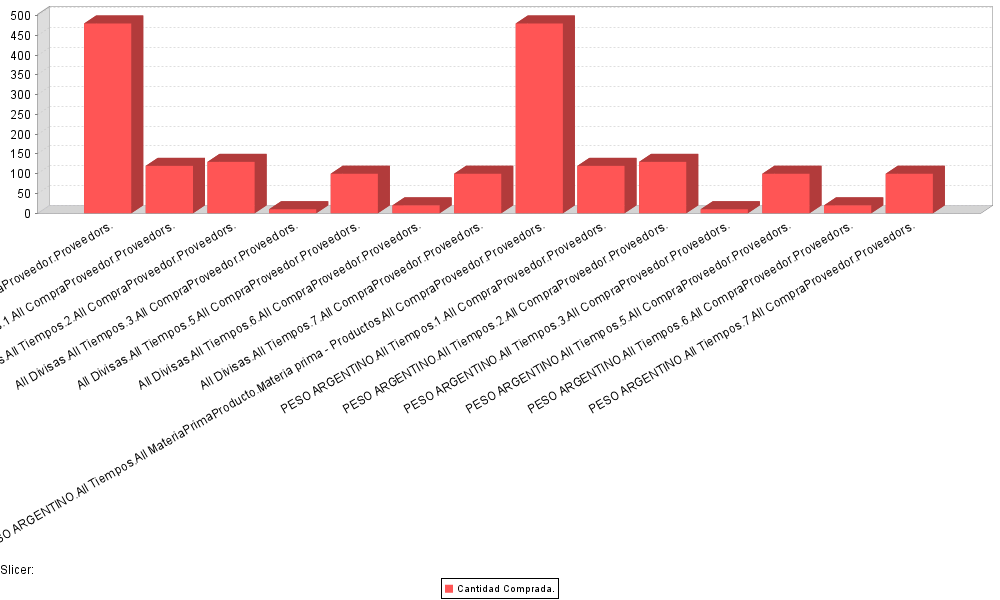 500
450
400
350
300
250
200
150
100
50
0
Proveedor.Proveedors.
.1.All CompraProveedor.Proveedors.
All Tiempos.2.All CompraProveedor.Proveedors.
All Divisas.All Tiempos.3.All CompraProveedor.Proveedors.
All Divisas.All Tiempos.5.All CompraProveedor.Proveedors.
All Divisas.All Tiempos.6.All CompraProveedor.Proveedors.
All Divisas.All Tiempos.7.All CompraProveedor.Proveedors.
ARGENTINO.All Tiempos.All MateriaPrimaProducto.Materia prima - Productos.All CompraProveedor.Proveedors.
PESO ARGENTINO.All Tiempos.1.All CompraProveedor.Proveedors.
PESO ARGENTINO.All Tiempos.2.All CompraProveedor.Proveedors.
PESO ARGENTINO.All Tiempos.3.All CompraProveedor.Proveedors.
PESO ARGENTINO.All Tiempos.5.All CompraProveedor.Proveedors.
PESO ARGENTINO.All Tiempos.6.All CompraProveedor.Proveedors.
PESO ARGENTINO.All Tiempos.7.All CompraProveedor.Proveedors.
Slicer:
Cantidad Comprada.